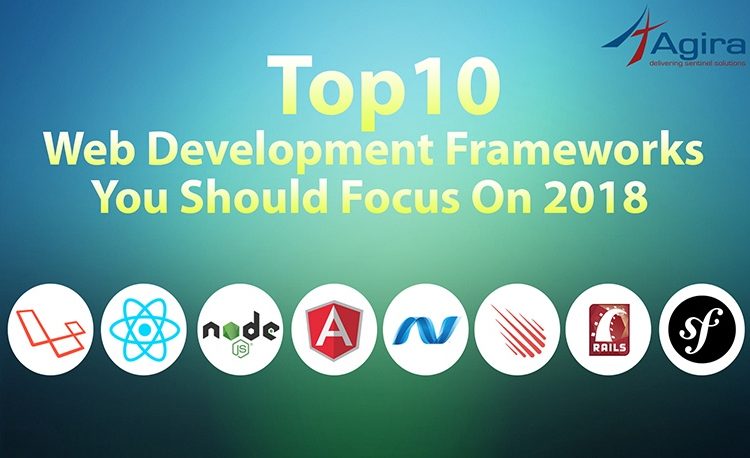 Agira
delivering sentinel solutions
Top10
Web Development Frameworks
You Should Focus On 2018
node
JS
A
RAILS
sf